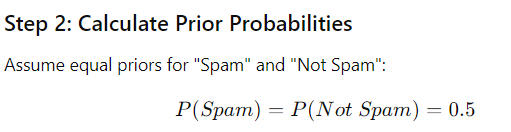 Step 2: Calculate Prior Probabilities
Assume equal priors for "Spam" and "Not Spam":
P(Spam) = P(Not Spam) = 0.5